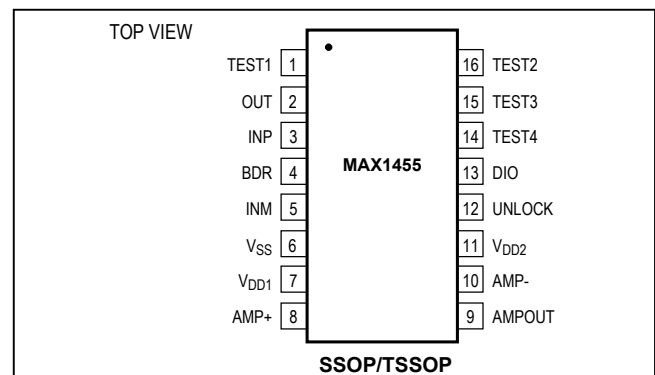 TOP VIEW
TEST1 1 16 TEST2
OUT 2 15 TEST3
INP 3 14 TEST4
BDR 4 MAX1455 13 DIO
INM 5 12 UNLOCK
VSS 6 11 VDD2
VDD1 7 10 AMP-
AMP+ 8 9 AMPOUT
SSOP/TSSOP